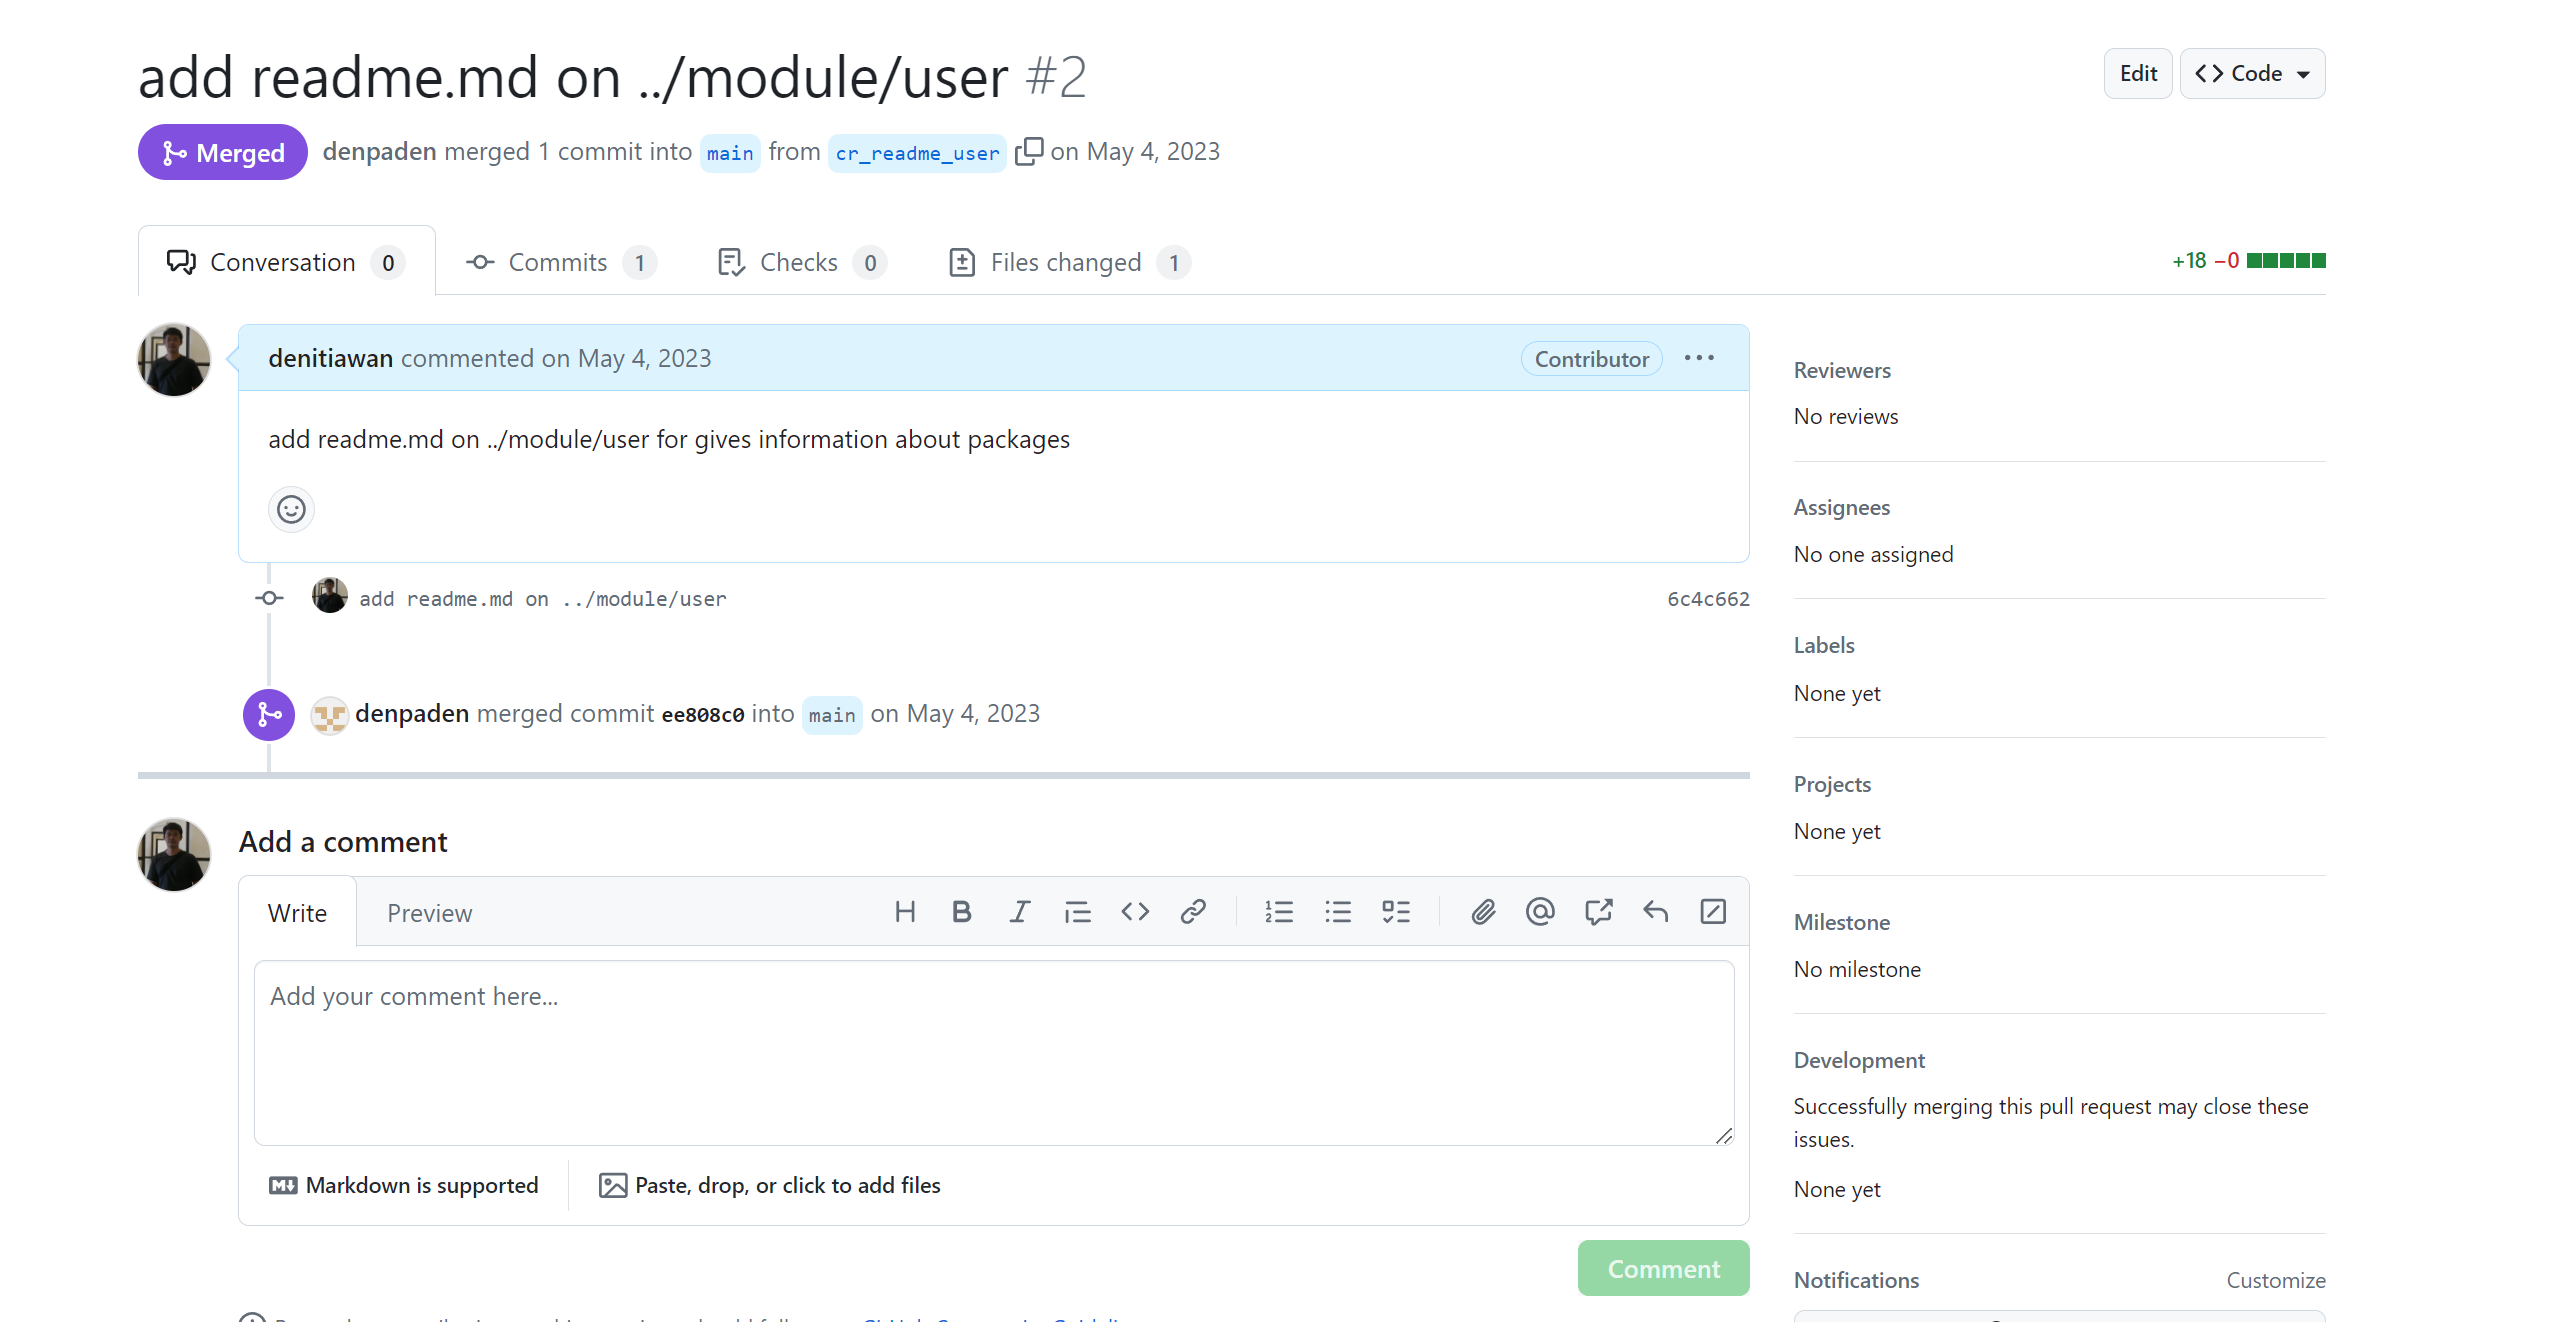 add readme.md on ../module/user #2
Edit
Code
Merged
denpaden merged 1 commit into main from cr_readme_user on May 4, 2023
Conversation 0
Commits 1
Checks 0
Files changed 1
+18 −0
denitiawan commented on May 4, 2023
Contributor
add readme.md on ../module/user for gives information about packages
add readme.md on ../module/user
6c4c662
denpaden merged commit ee808c0 into main on May 4, 2023
Add a comment
Write
Preview
Add your comment here...
Markdown is supported
Paste, drop, or click to add files
Comment
Reviewers
No reviews
Assignees
No one assigned
Labels
None yet
Projects
None yet
Milestone
No milestone
Development
Successfully merging this pull request may close these
issues.
None yet
Notifications
Customize